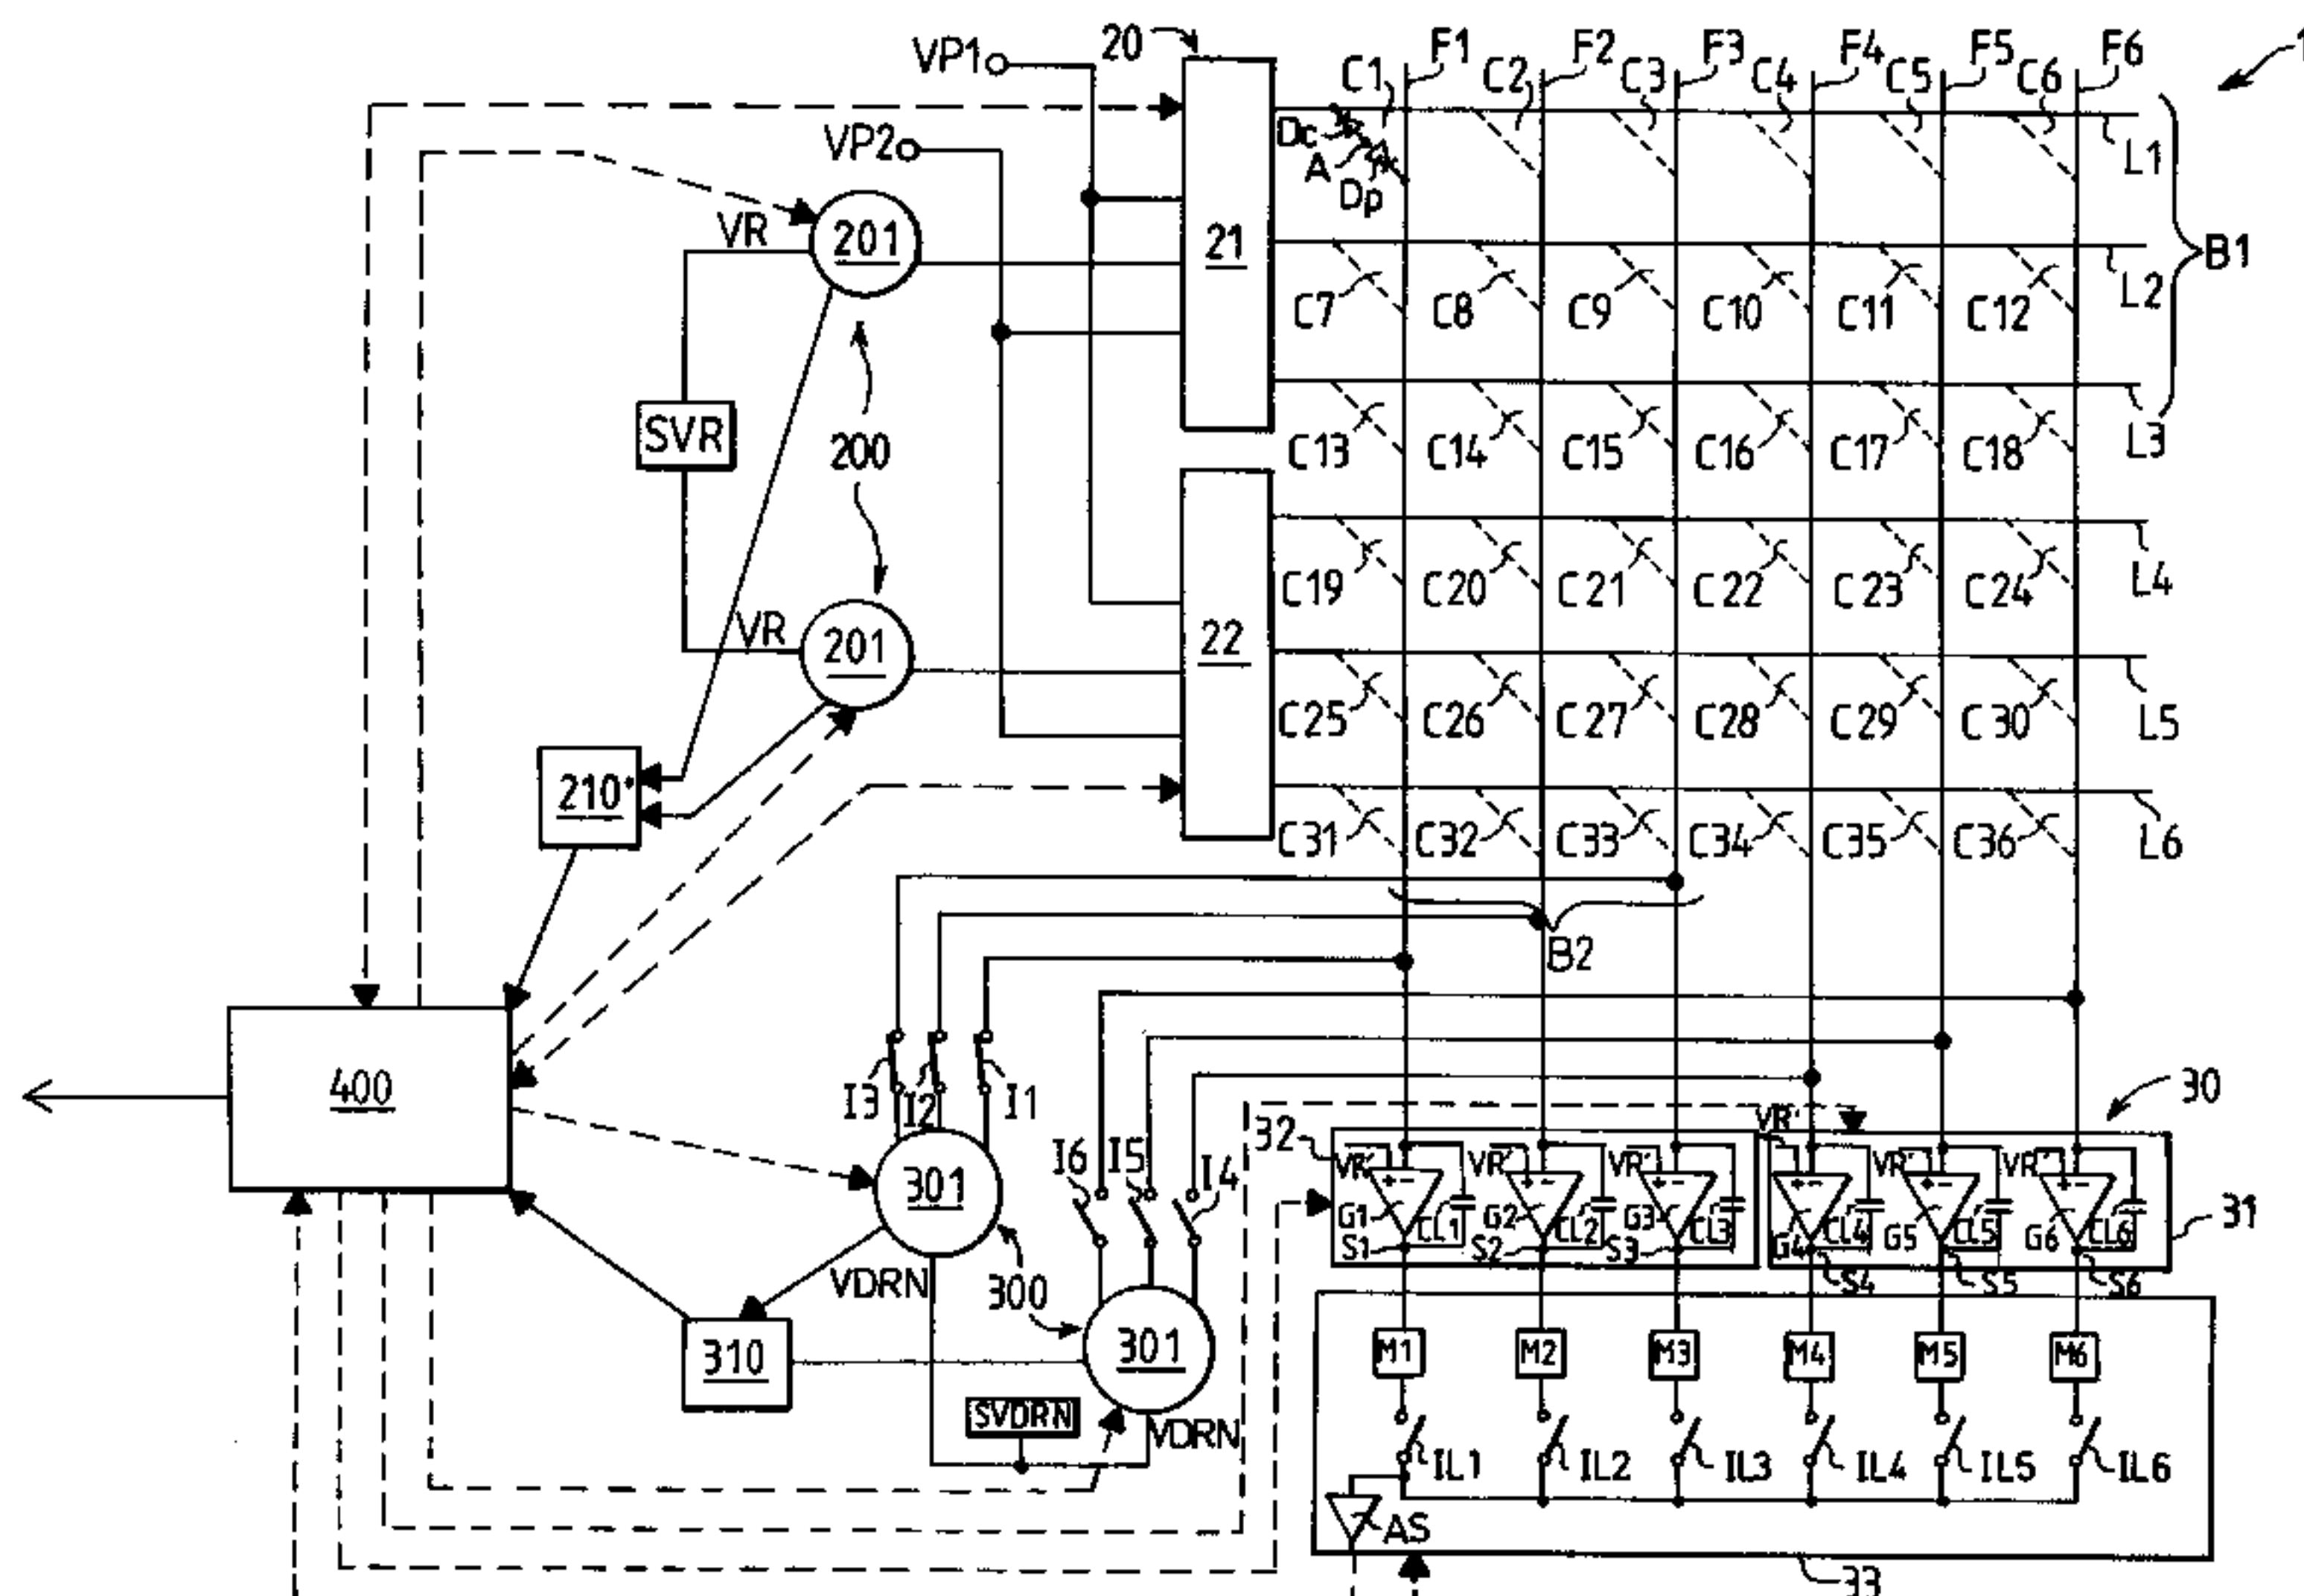 VP1 20 C1 F1 C2 F2 C3 F3 C4 F4 C5 F5 C6 F6
VP2 Dc A Dp L1
VR 201 21 L2 B1
C7 C8 C9 C10 C11 C12
SVR 200 C13 C14 C15 C16 C17 C18 L3
C19 C20 C21 C22 C23 C24 L4
VR 201 22
C25 C26 C27 C28 C29 C30 L5
210
C31 C32 C33 C34 C35 C36 L6
B2
400 I3 I2 I1 30
32 VR'
301 I6 I5 I4 VR' VR' VR' VR' VR'
+ - + - + - + - + - + -
G1 CL1 G2 CL2 G3 CL3 G4 CL4 G5 CL5 G6 CL6 31
S1 S2 S3 S4 S5 S6
VDRN 300
310 301 M1 M2 M3 M4 M5 M6
SVDRN VDRN
IL1 IL2 IL3 IL4 IL5 IL6
AS
33